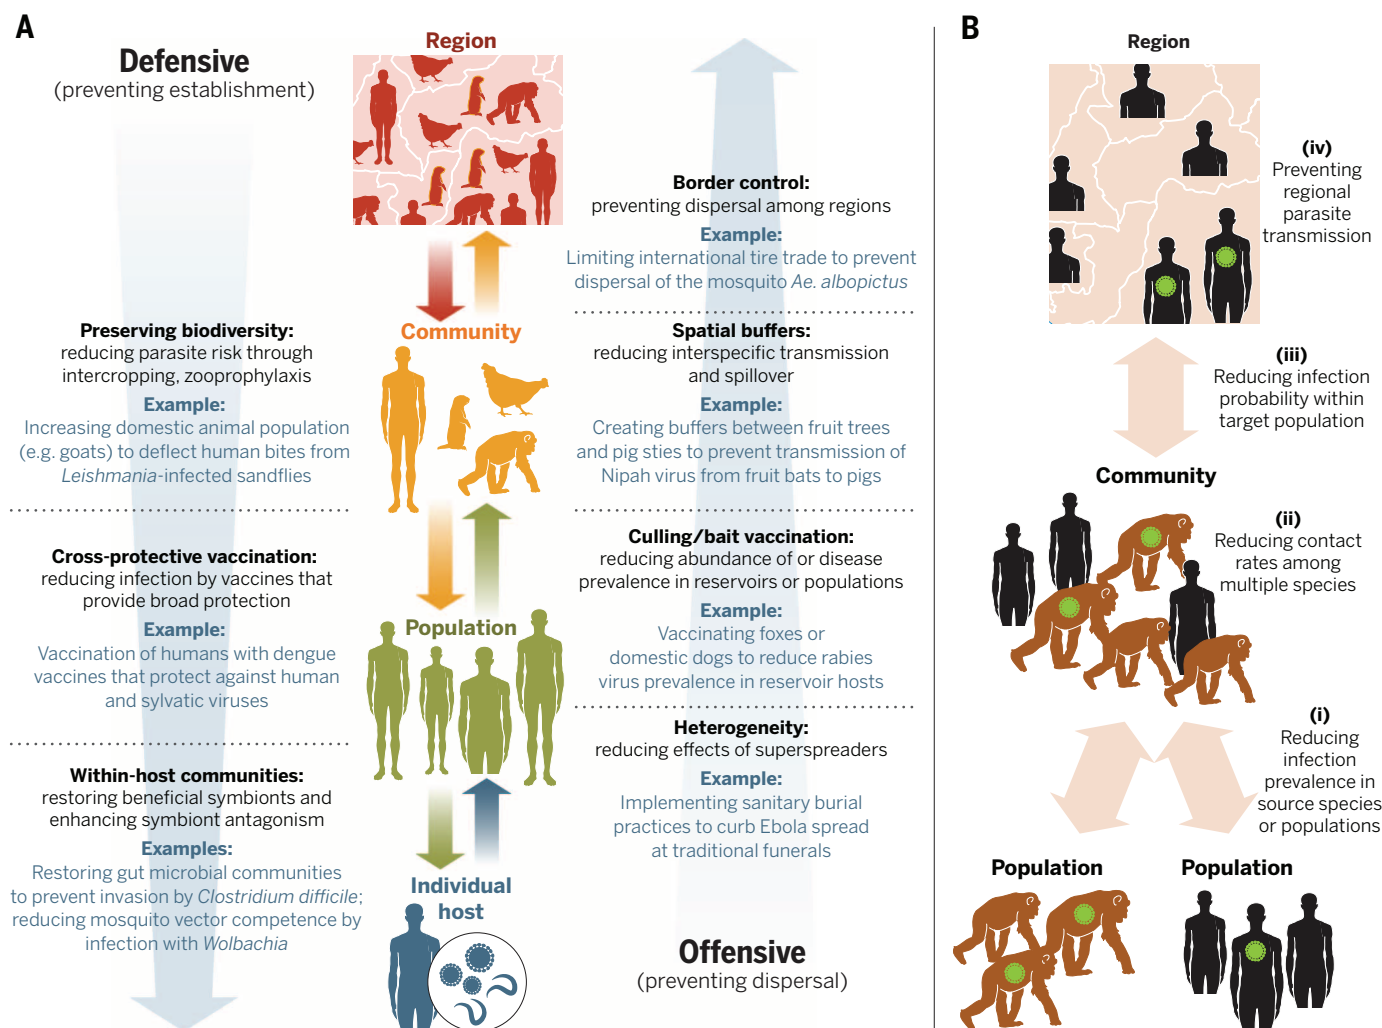 A
Defensive
(preventing establishment)
Region
Border control:
preventing dispersal among regions
Example:
Limiting international tire trade to prevent
dispersal of the mosquito Ae. albopictus
Community
Preserving biodiversity:
reducing parasite risk through
intercropping, zooprophylaxis
Example:
Increasing domestic animal population
(e.g. goats) to deflect human bites from
Leishmania-infected sandflies
Spatial buffers:
reducing interspecific transmission
and spillover
Example:
Creating buffers between fruit trees
and pig sties to prevent transmission of
Nipah virus from fruit bats to pigs
Cross-protective vaccination:
reducing infection by vaccines that
provide broad protection
Example:
Vaccination of humans with dengue
vaccines that protect against human
and sylvatic viruses
Population
Culling/bait vaccination:
reducing abundance of or disease
prevalence in reservoirs or populations
Example:
Vaccinating foxes or
domestic dogs to reduce rabies
virus prevalence in reservoir hosts
Within-host communities:
restoring beneficial symbionts and
enhancing symbiont antagonism
Examples:
Restoring gut microbial communities
to prevent invasion by Clostridium difficile;
reducing mosquito vector competence by
infection with Wolbachia
Individual
host
Heterogeneity:
reducing effects of superspreaders
Example:
Implementing sanitary burial
practices to curb Ebola spread
at traditional funerals
Offensive
(preventing dispersal)
B
Region
(iv)
Preventing
regional
parasite
transmission
(iii)
Reducing infection
probability within
target population
Community
(ii)
Reducing contact
rates among
multiple species
(i)
Reducing
infection
prevalence in
source species
or populations
Population
Population